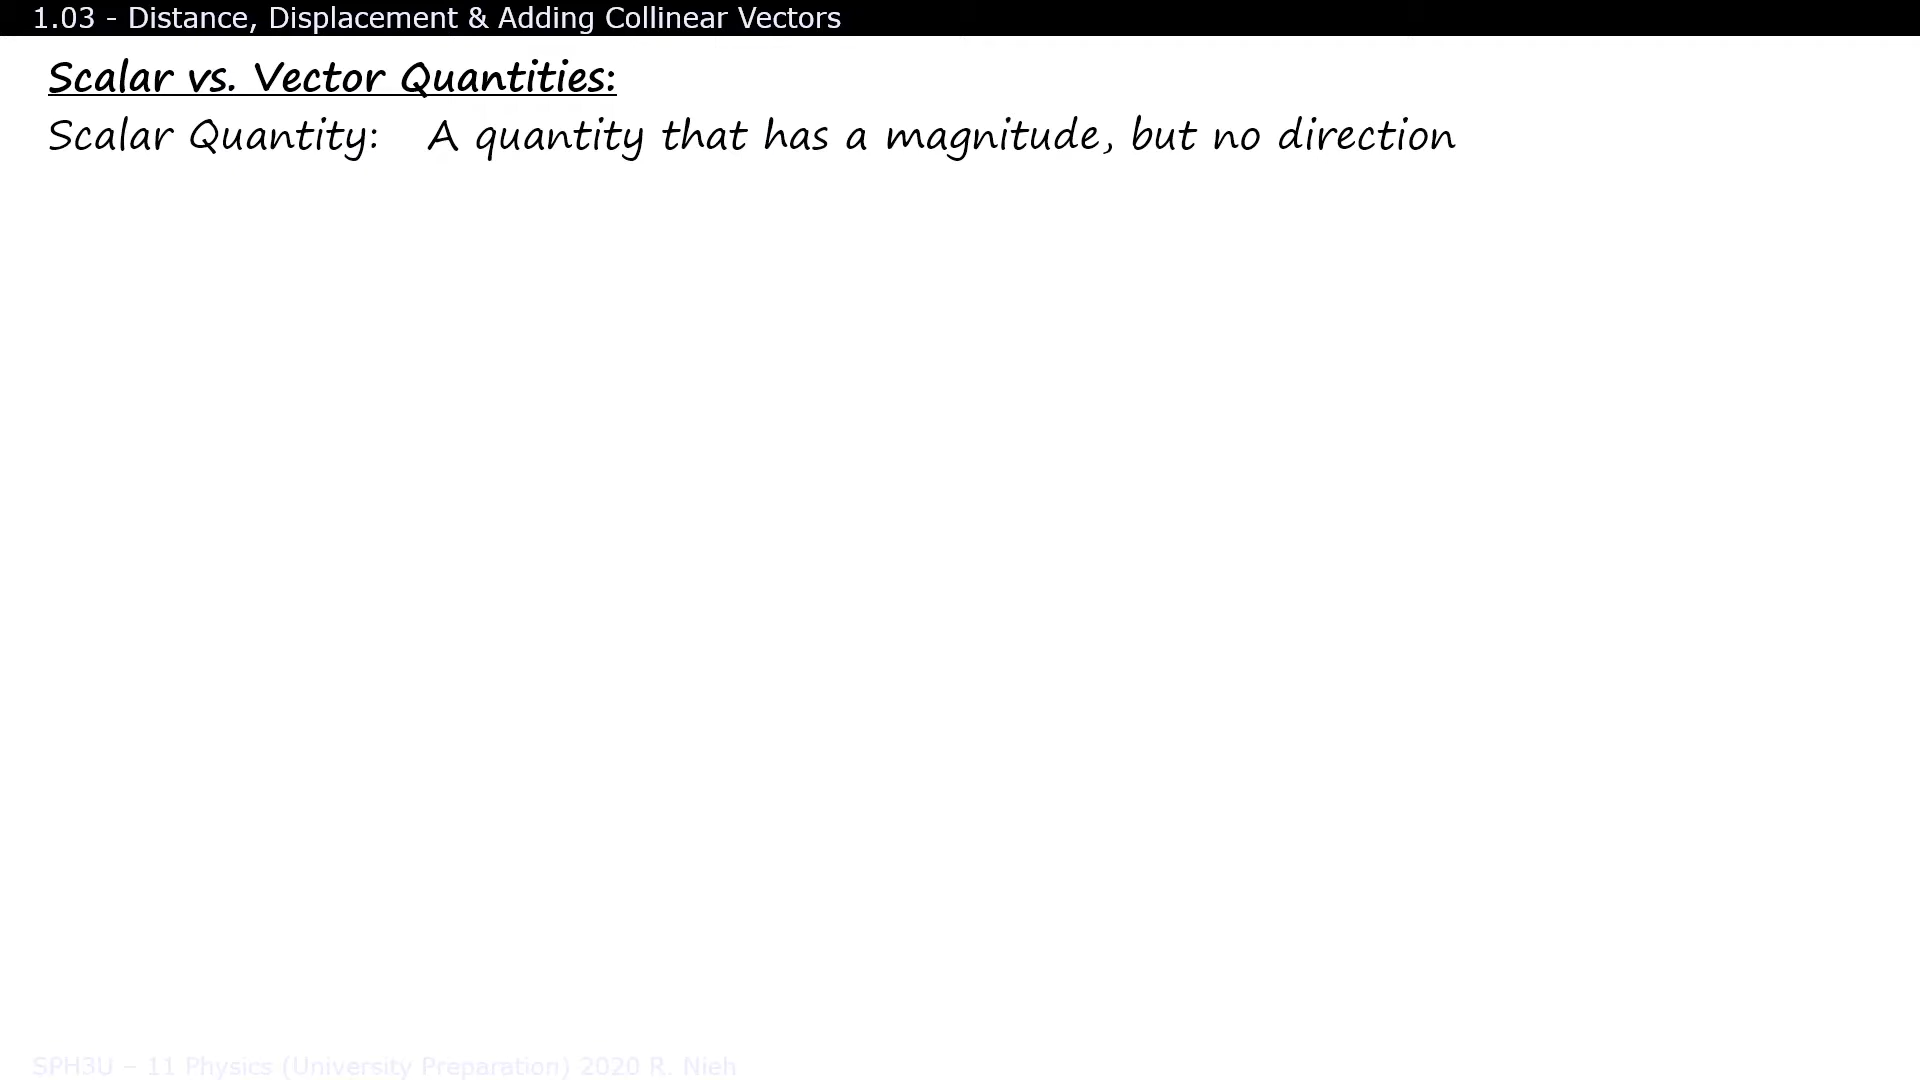 1.03 - Distance, Displacement & Adding Collinear Vectors
Scalar vs. Vector Quantities:
Scalar Quantity: A quantity that has a magnitude, but no direction
SPH3U – 11 Physics (University Preparation) 2020 R. Nieh